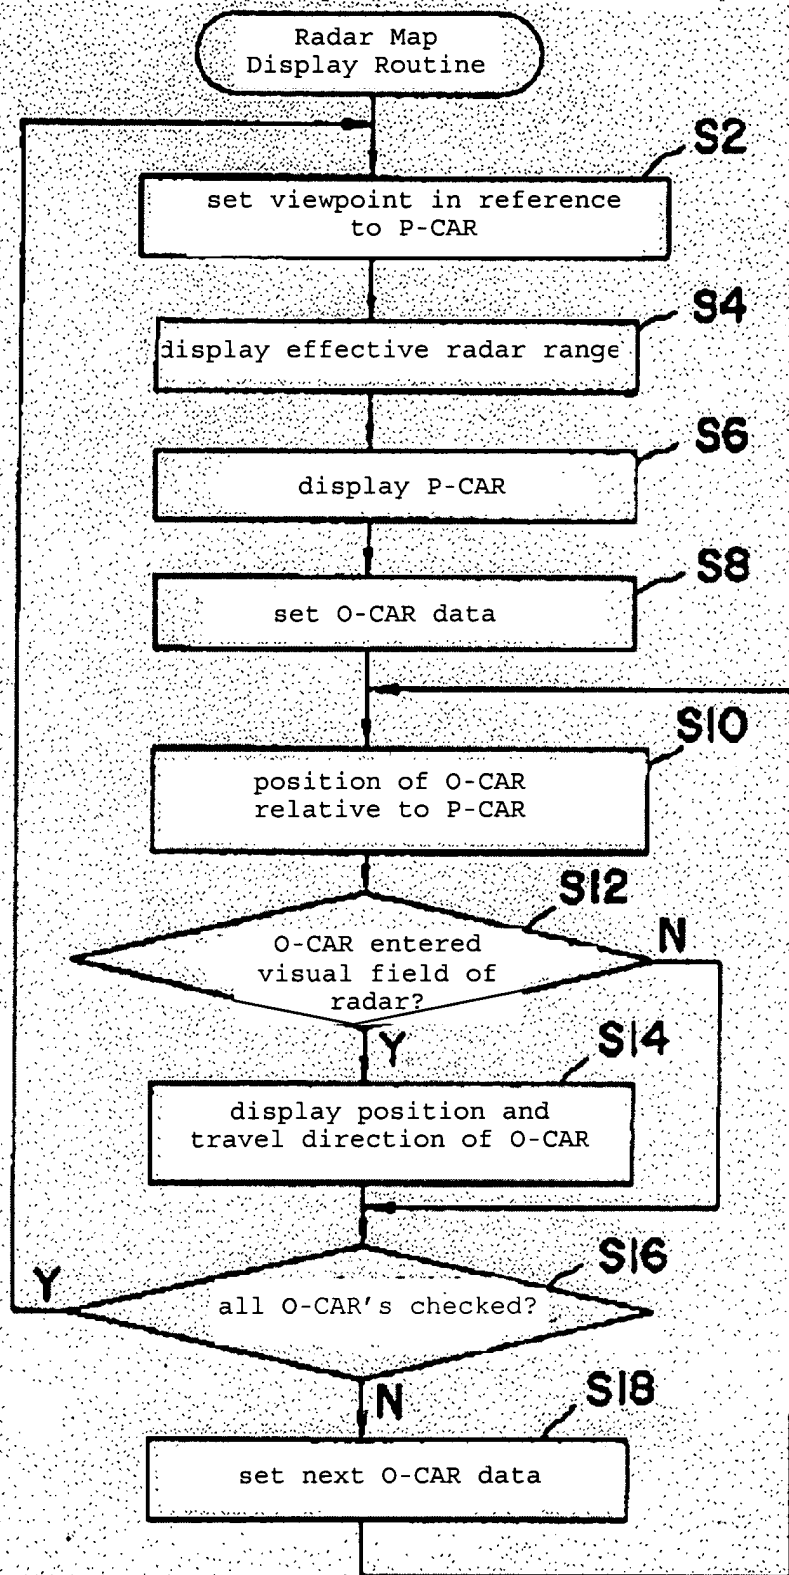 Radar Map
Display Routine
S2
set viewpoint in reference
to P-CAR
S4
display effective radar range
S6
display P-CAR
S8
set O-CAR data
S10
position of O-CAR
relative to P-CAR
S12
O-CAR entered
visual field of
radar?
N
Y
S14
display position and
travel direction of O-CAR
S16
Y
all O-CAR's checked?
N
S18
set next O-CAR data